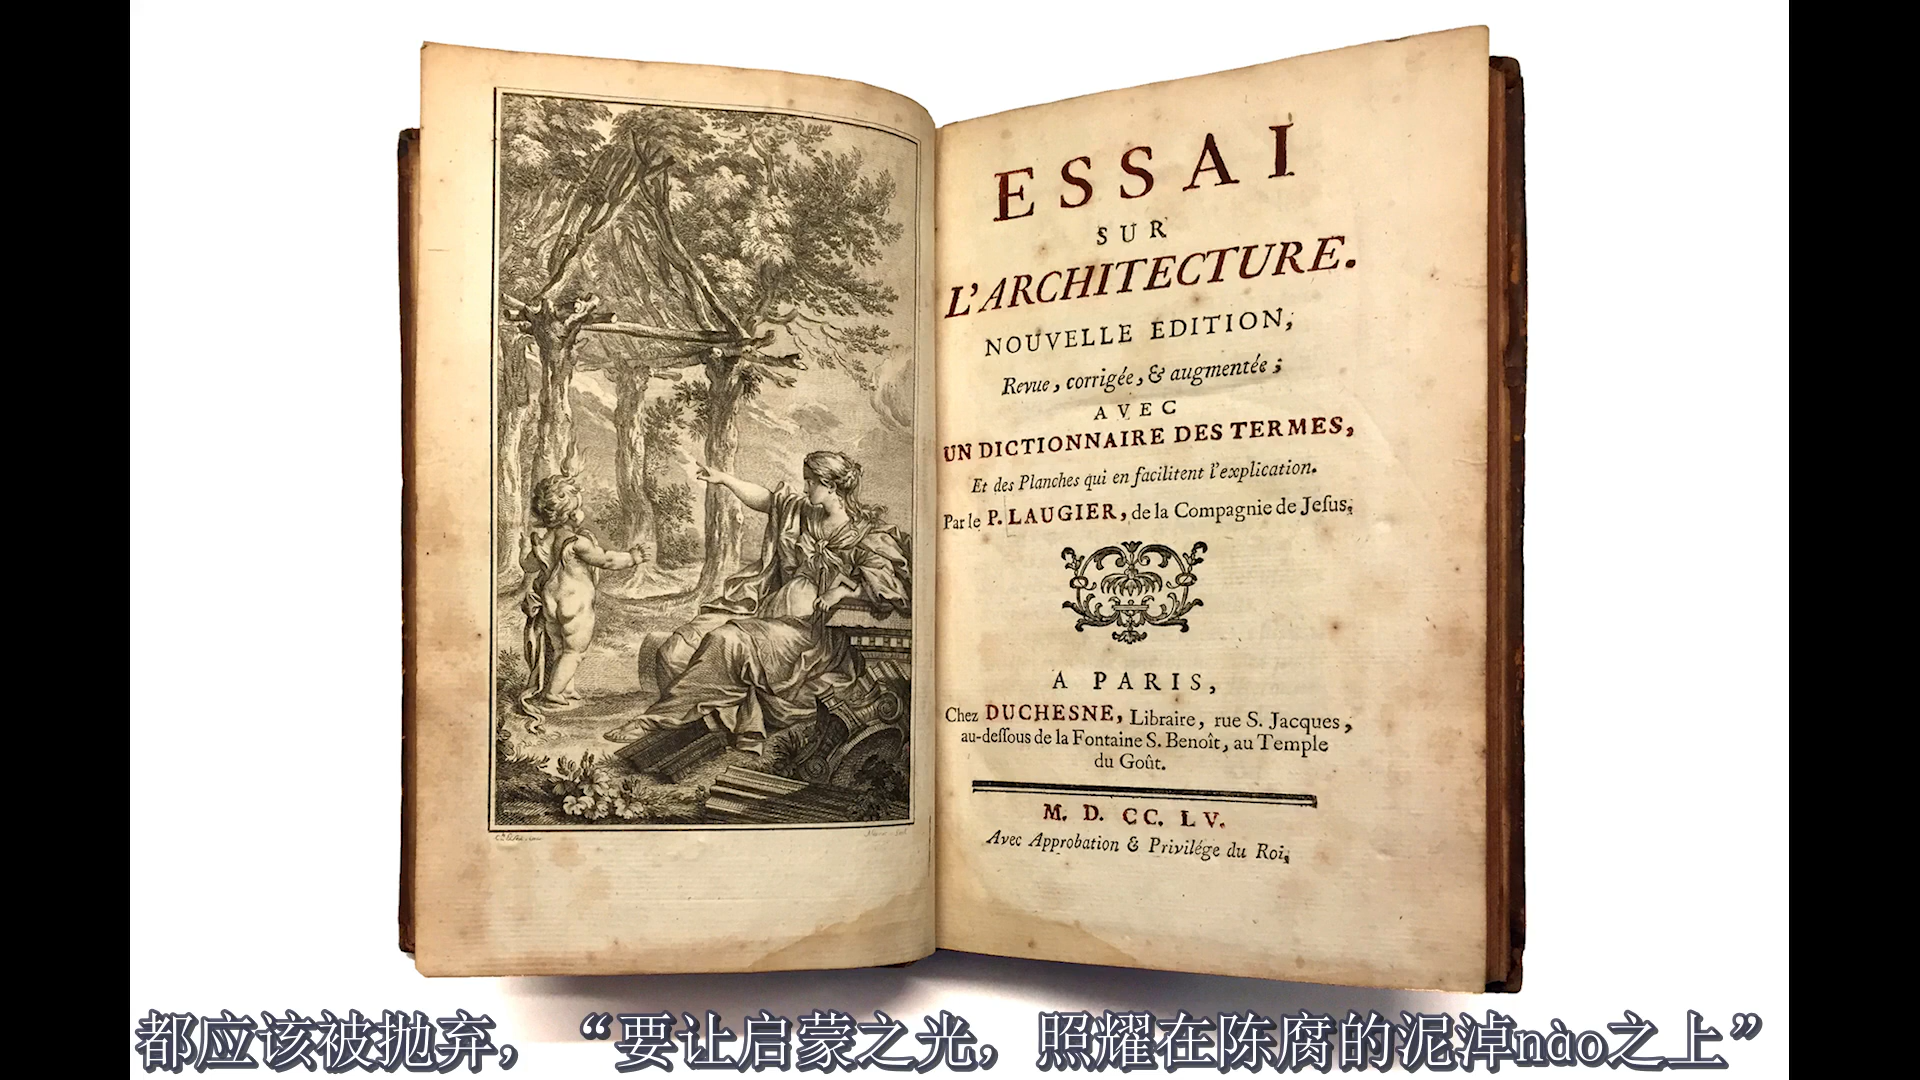 ESSAI
SUR
L'ARCHITECTURE.
NOUVELLE EDITION,
Revue, corrigée, & augmentée;
AVEC
UN DICTIONNAIRE DES TERMES,
Et des Planches qui en facilitent l'explication.
Par le P. LAUGIER, de la Compagnie de Jeſus,
A PARIS,
Chez DUCHESNE, Libraire, rue S. Jacques,
au-deſſous de la Fontaine S. Benoît, au Temple
du Goût.
M. D. CC. LV.
Avec Approbation & Privilége du Roi,
都应该被抛弃，“要让启蒙之光，照耀在陈腐的泥淖nào之上”